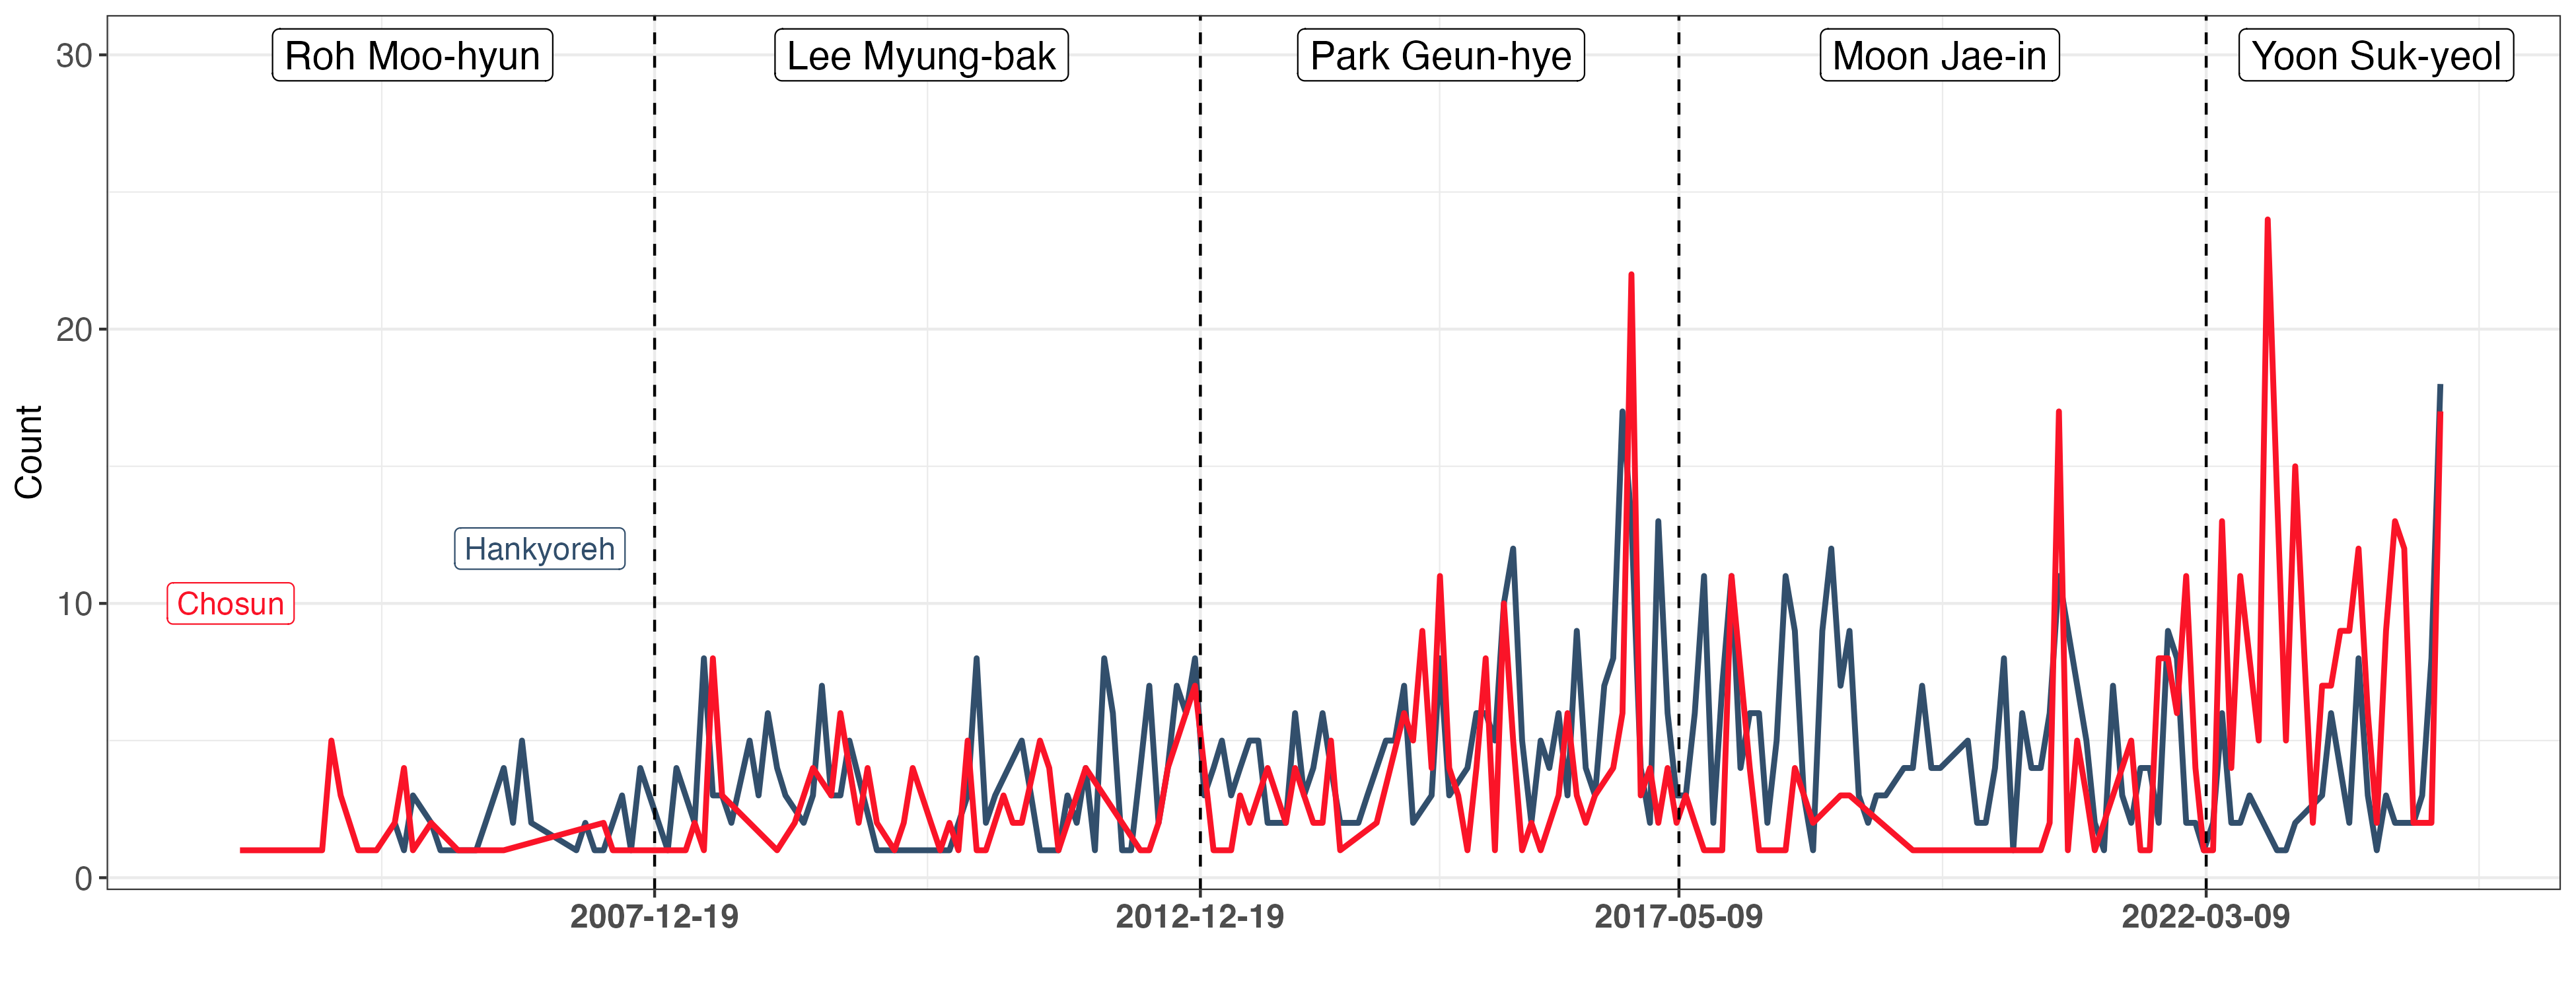 Roh Moo-hyun
Lee Myung-bak
Park Geun-hye
Moon Jae-in
Yoon Suk-yeol
30
20
10
0
Count
Hankyoreh
Chosun
2007-12-19
2012-12-19
2017-05-09
2022-03-09